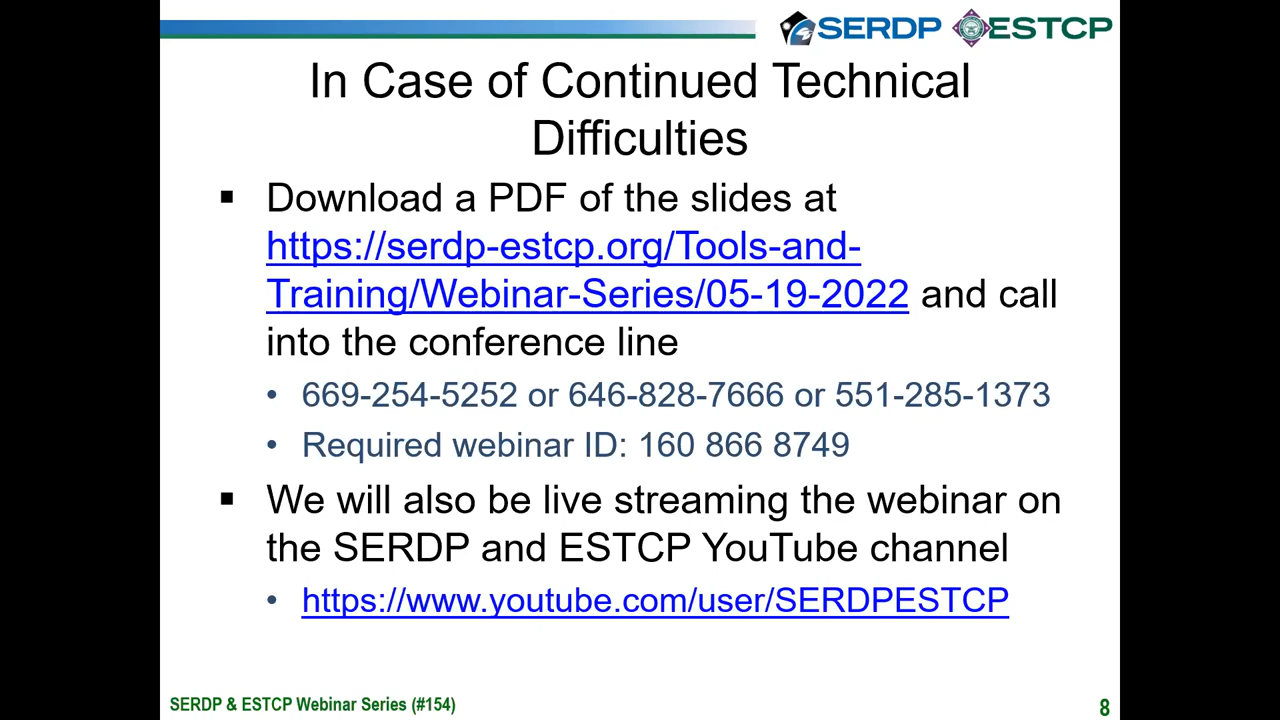 SERDP ESTCP
In Case of Continued Technical
Difficulties
▪ Download a PDF of the slides at
https://serdp-estcp.org/Tools-and-
Training/Webinar-Series/05-19-2022 and call
into the conference line
• 669-254-5252 or 646-828-7666 or 551-285-1373
• Required webinar ID: 160 866 8749
▪ We will also be live streaming the webinar on
the SERDP and ESTCP YouTube channel
• https://www.youtube.com/user/SERDPESTCP
SERDP & ESTCP Webinar Series (#154)
8